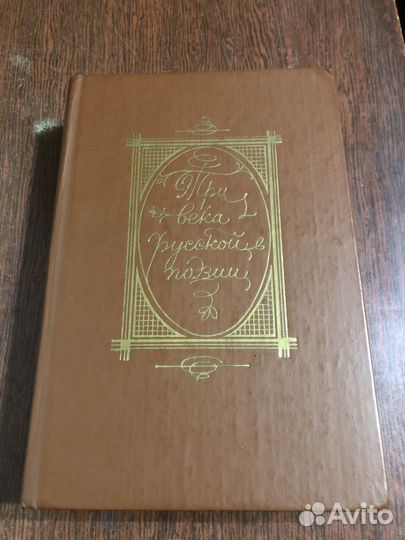 Три
века
русской
поэзии
Avito